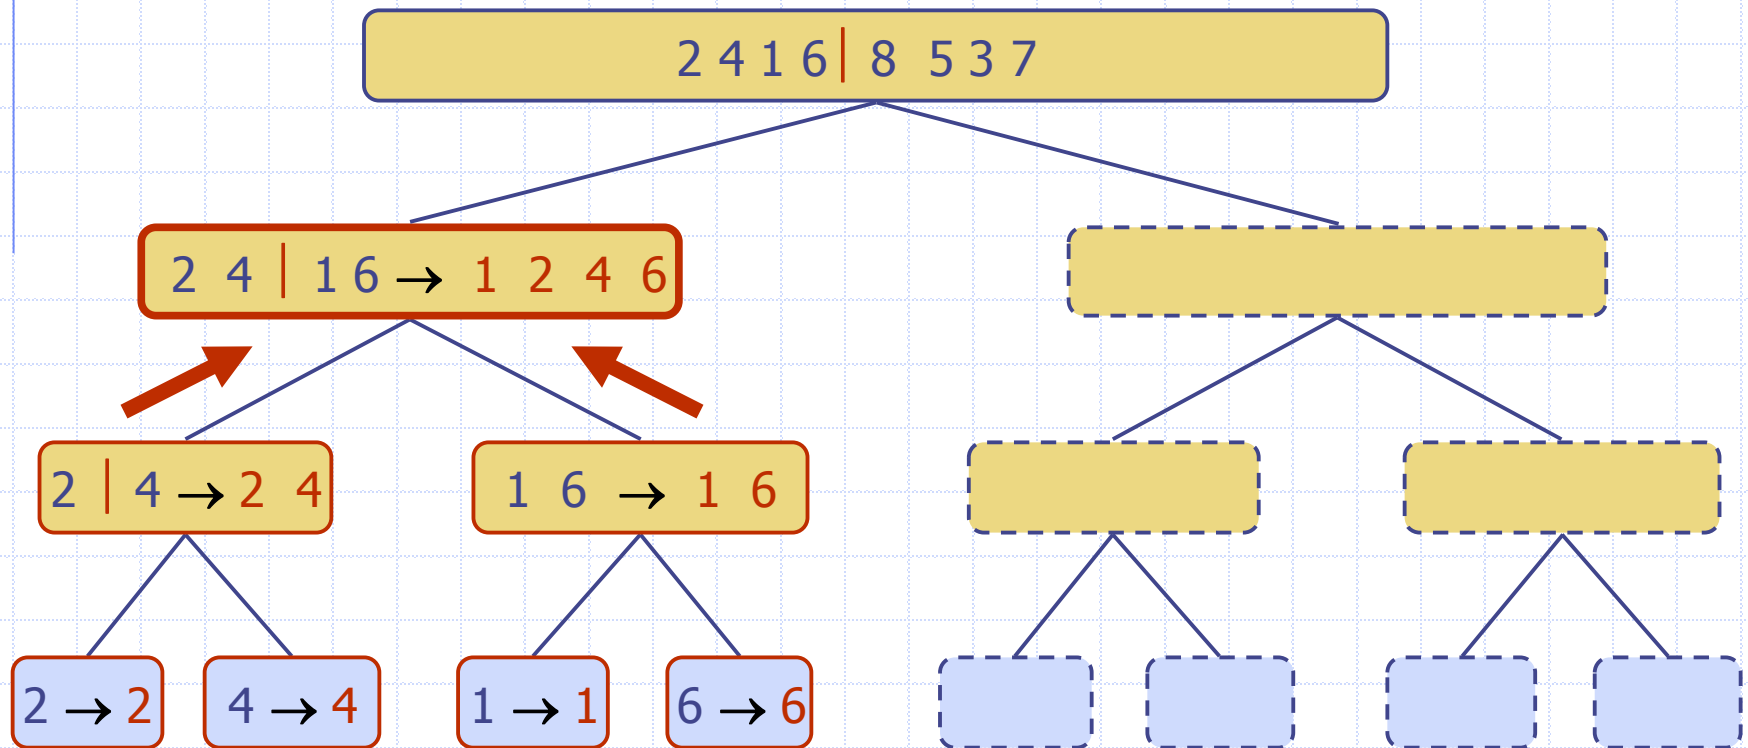 2 4 1 6 | 8 5 3 7
2 4 | 1 6 → 1 2 4 6
2 | 4 → 2 4
1 6 → 1 6
2 → 2
4 → 4
1 → 1
6 → 6